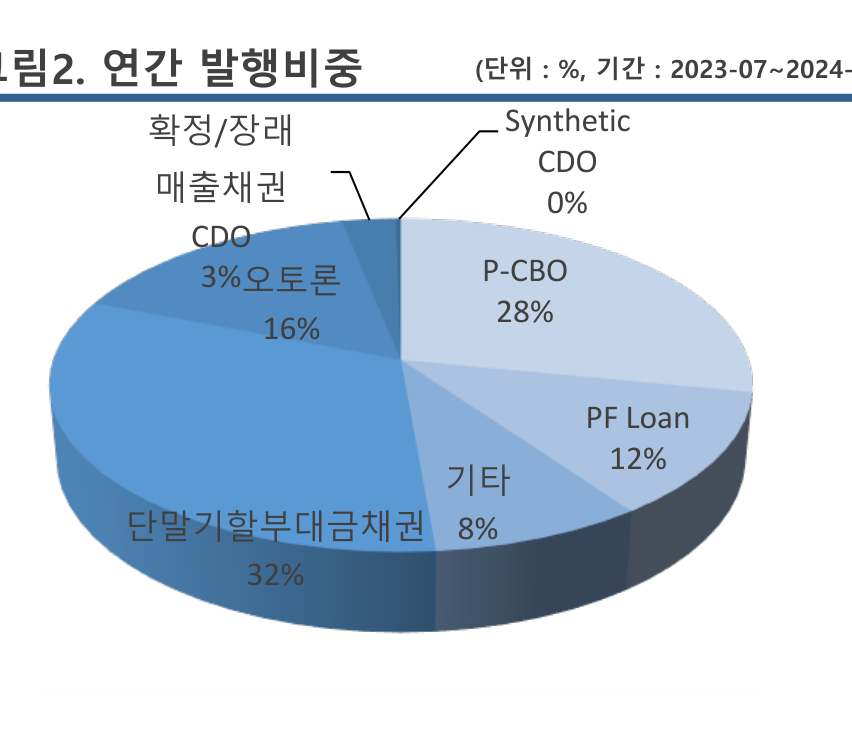 림2. 연간 발행비중
(단위 : %, 기간 : 2023-07~2024-
확정/장래
매출채권
CDO
3%
Synthetic
CDO
0%
오토론
16%
P-CBO
28%
PF Loan
12%
기타
8%
단말기할부대금채권
32%